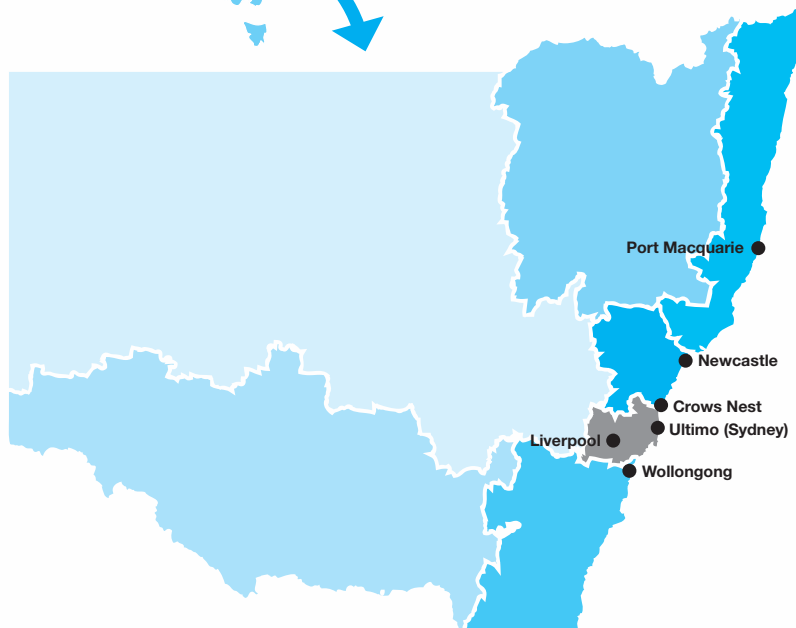 Port Macquarie
Newcastle
Crows Nest
Ultimo (Sydney)
Liverpool
Wollongong